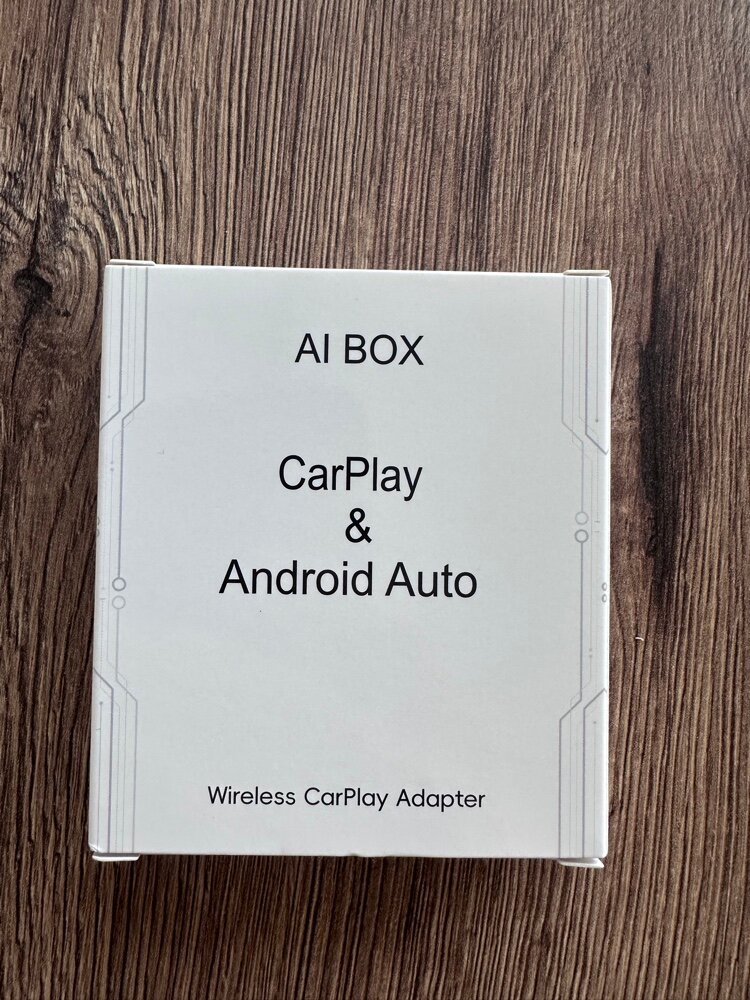 AI BOX
CarPlay
&
Android Auto
Wireless CarPlay Adapter